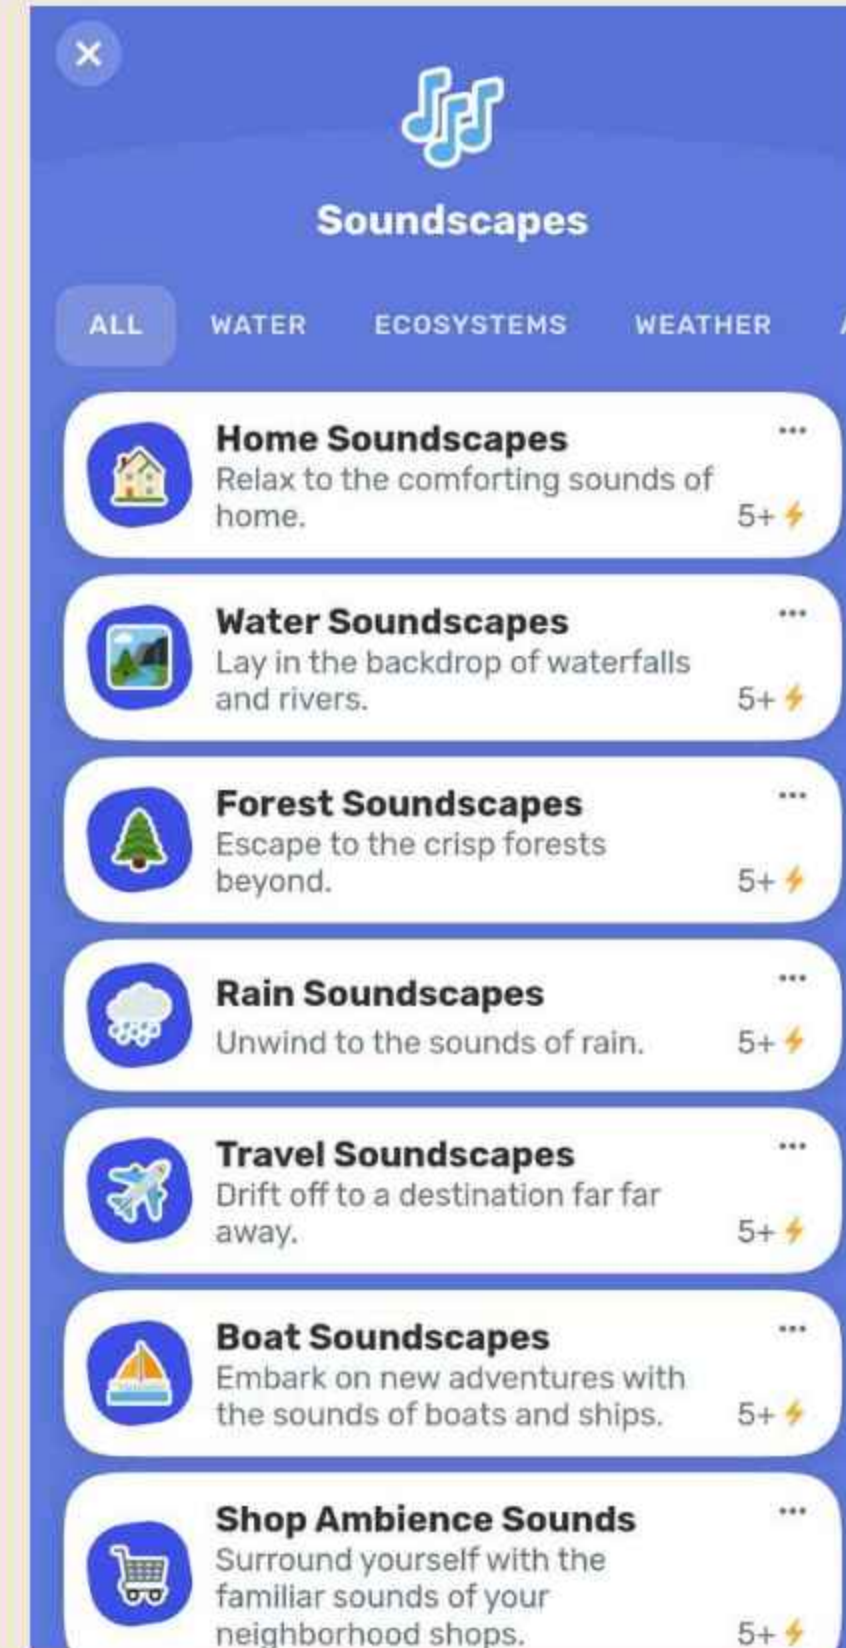 Soundscapes
ALL WATER ECOSYSTEMS WEATHER
Home Soundscapes
Relax to the comforting sounds of
home.
5+
Water Soundscapes
Lay in the backdrop of waterfalls
and rivers.
5+
Forest Soundscapes
Escape to the crisp forests
beyond.
5+
Rain Soundscapes
Unwind to the sounds of rain.
5+
Travel Soundscapes
Drift off to a destination far far
away.
5+
Boat Soundscapes
Embark on new adventures with
the sounds of boats and ships.
5+
Shop Ambience Sounds
Surround yourself with the
familiar sounds of your
neighborhood shops.
5+